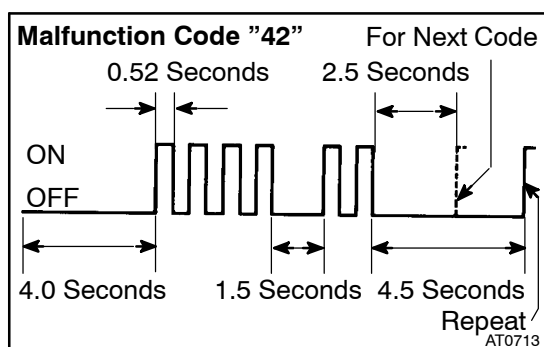 Malfunction Code ”42”
For Next Code
0.52 Seconds
2.5 Seconds
ON
OFF
4.0 Seconds
1.5 Seconds
4.5 Seconds
Repeat
AT0713